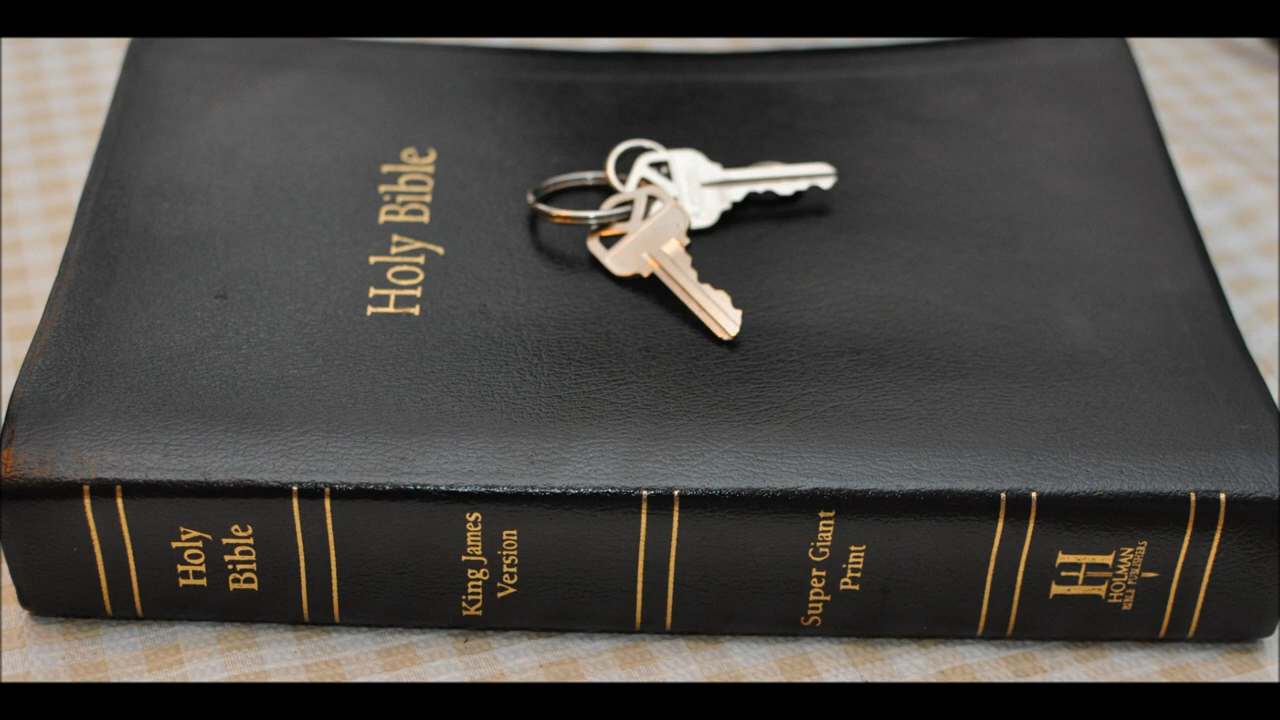 Holy Bible
Holy
Bible
King James
Version
Super Giant
Print
HOLMAN
BIBLE PUBLISHERS